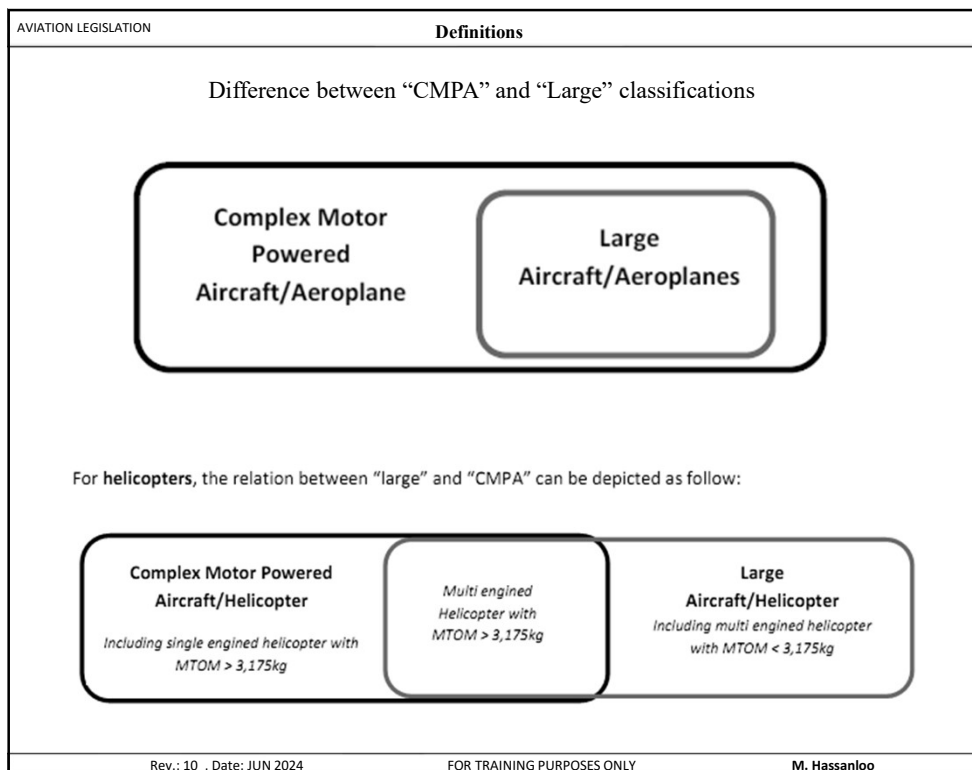 AVIATION LEGISLATION
Definitions
Difference between “CMPA” and “Large” classifications
Complex Motor
Powered
Aircraft/Aeroplane
Large
Aircraft/Aeroplanes
For helicopters, the relation between “large” and “CMPA” can be depicted as follow:
Complex Motor Powered
Aircraft/Helicopter
Including single engined helicopter with
MTOM > 3,175kg
Multi engined
Helicopter with
MTOM > 3,175kg
Large
Aircraft/Helicopter
Including multi engined helicopter
with MTOM < 3,175kg
Rev.: 10 , Date: JUN 2024
FOR TRAINING PURPOSES ONLY
M. Hassanloo